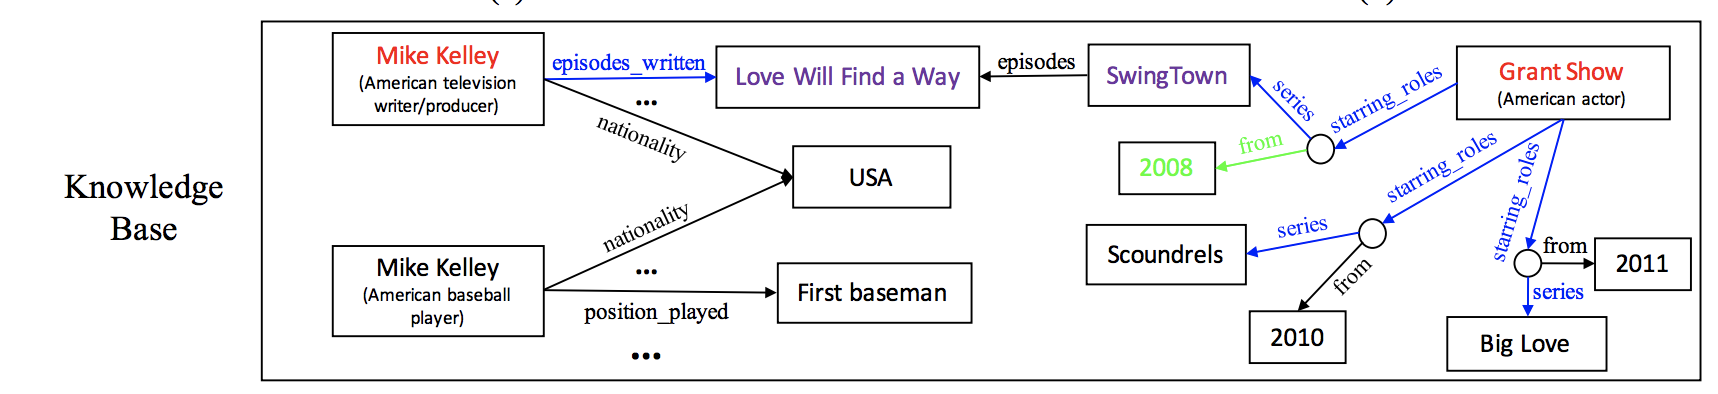 Knowledge
Base
Mike Kelley
(American television
writer/producer)
episodes_written
...
nationality
Love Will Find a Way
episodes
SwingTown
series
starring_roles
Grant Show
(American actor)
from
2008
USA
starring_roles
starring_roles
nationality
Mike Kelley
(American baseball
player)
...
position_played
...
First baseman
Scoundrels
series
from
2010
from
2011
series
Big Love